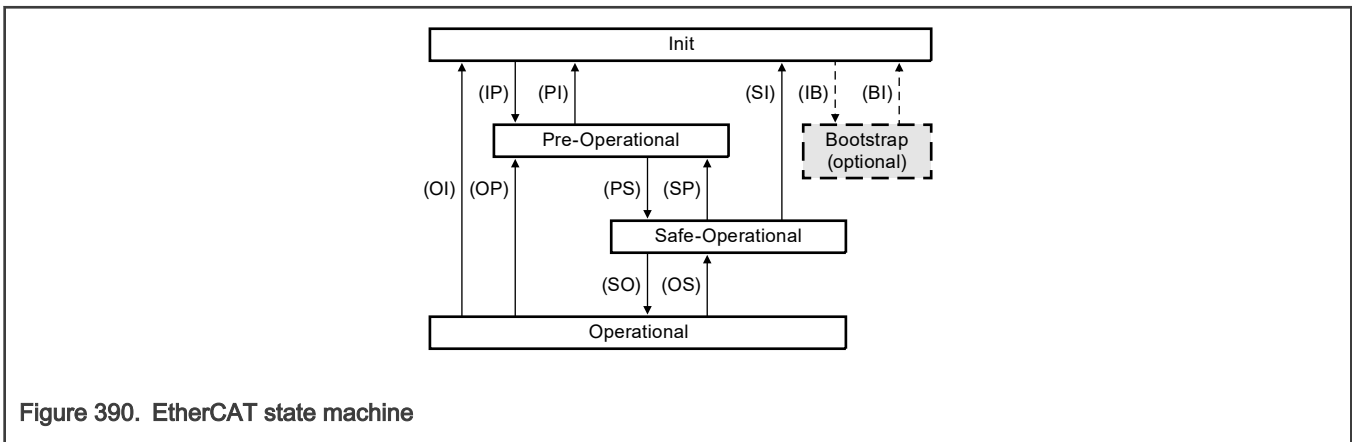 Init
(IP) (PI) (SI) (IB) (BI)
Pre-Operational
Bootstrap
(optional)
(OI) (OP) (PS) (SP)
Safe-Operational
(SO) (OS)
Operational
Figure 390. EtherCAT state machine